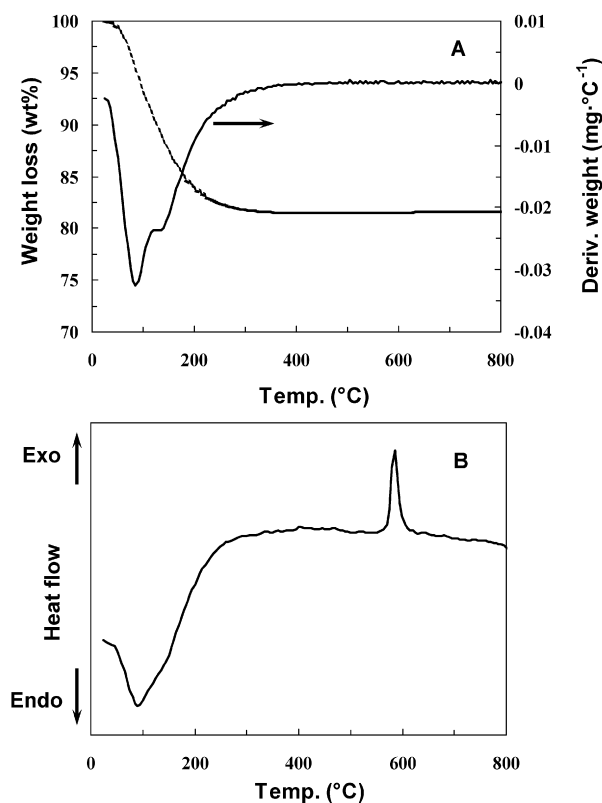 A
Weight loss (wt%)
100
95
90
85
80
75
70
0.01
0
-0.01
-0.02
-0.03
-0.04
Deriv. weight (mg·°C⁻¹)
0
200
400
600
800
Temp. (°C)
B
Exo
Heat flow
Endo
0
200
400
600
800
Temp. (°C)